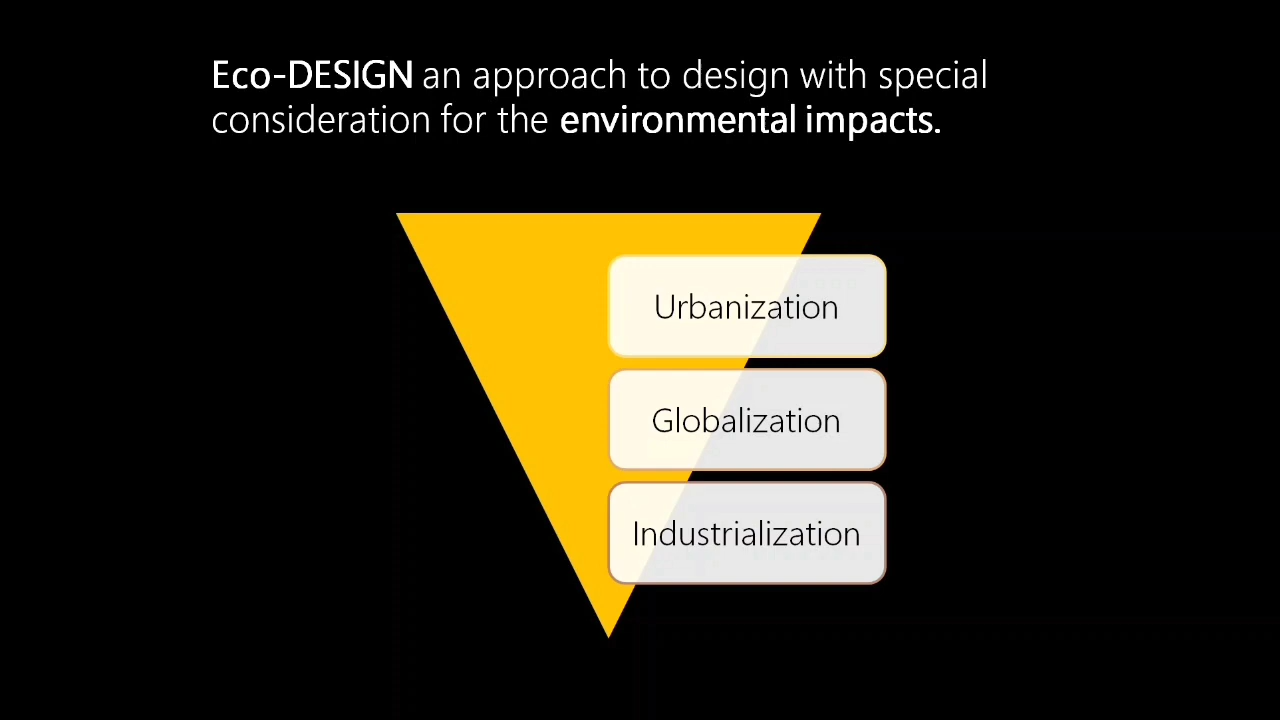 Eco-DESIGN an approach to design with special
consideration for the environmental impacts.
Urbanization
Globalization
Industrialization